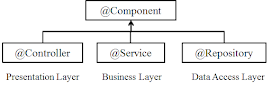 @Component
@Controller @Service @Repository
Presentation Layer Business Layer Data Access Layer